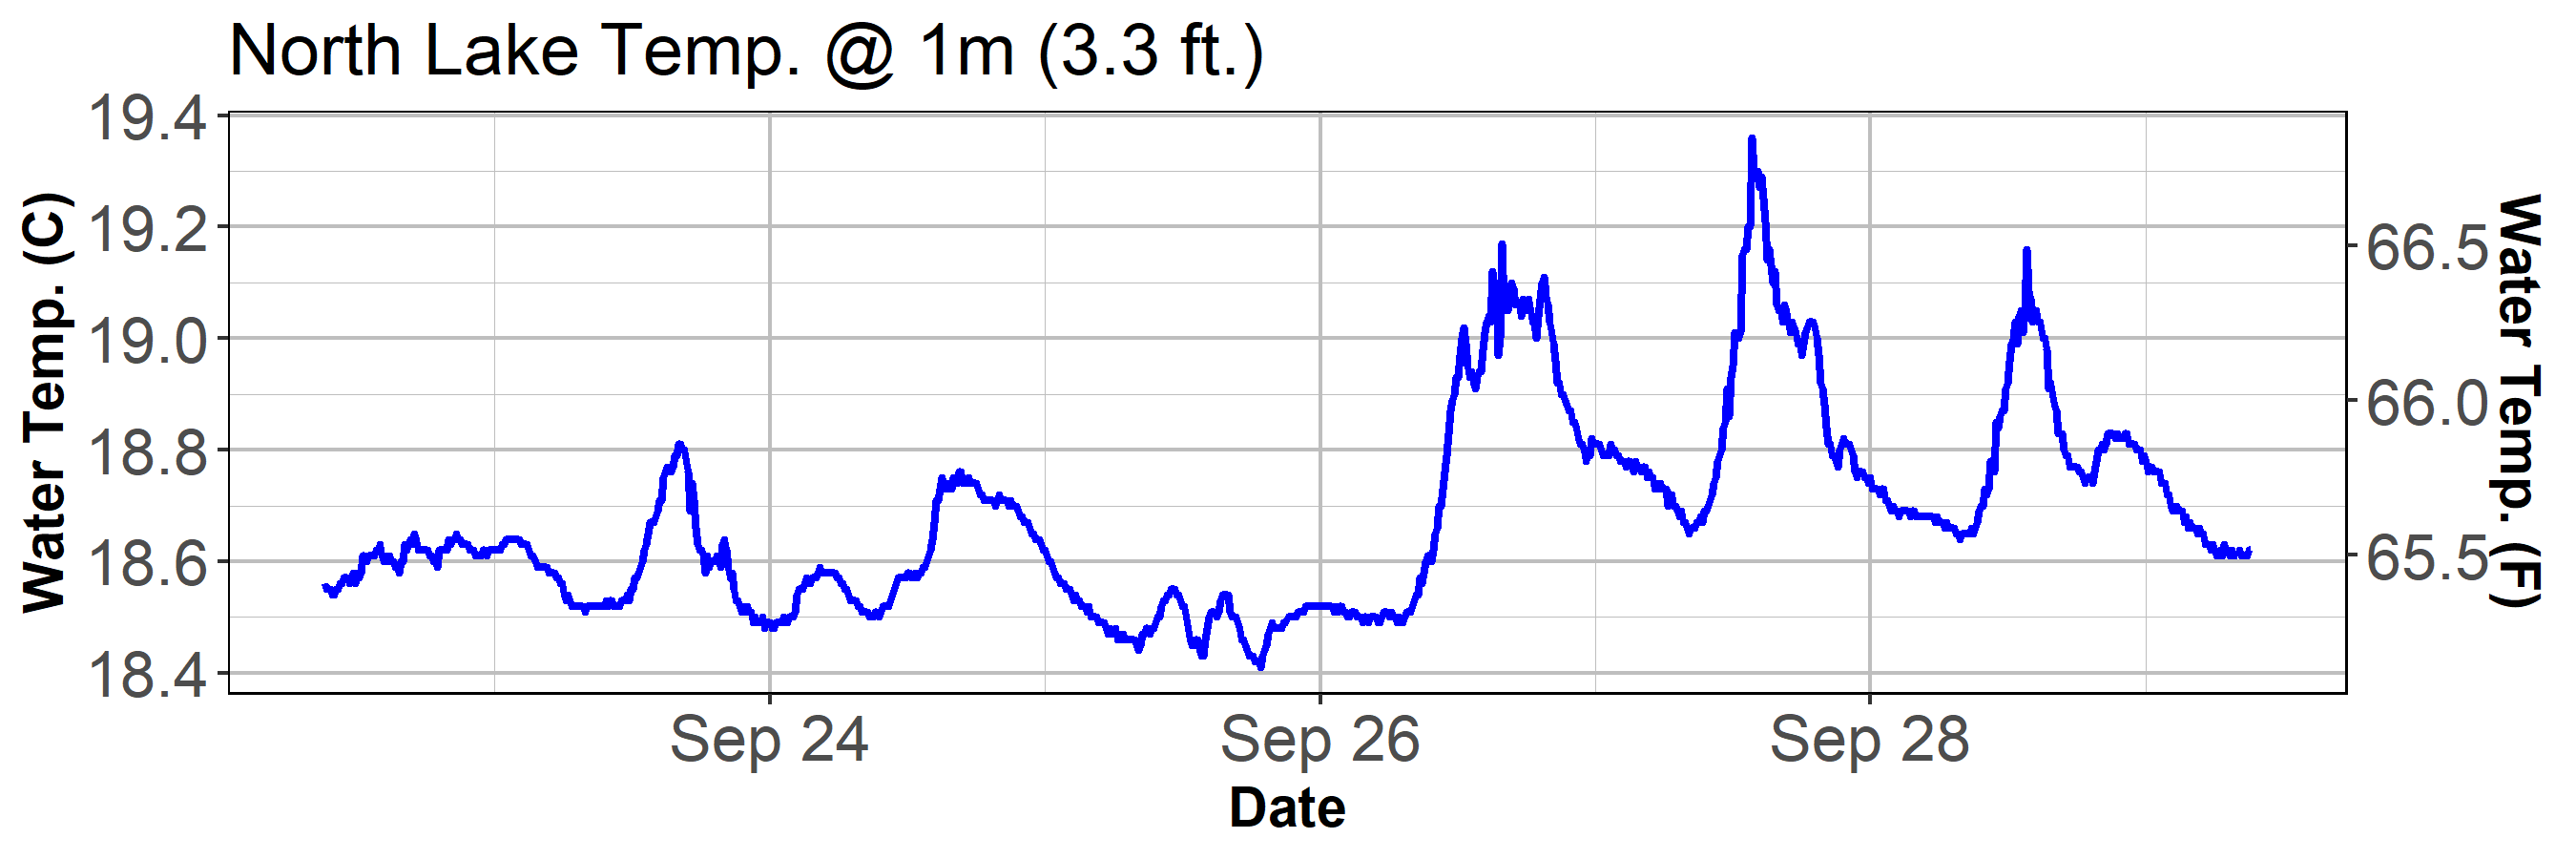 North Lake Temp. @ 1m (3.3 ft.)
Water Temp. (C)
19.4
19.2
19.0
18.8
18.6
18.4
66.5
66.0
65.5
Water Temp. (F)
Sep 24
Sep 26
Sep 28
Date